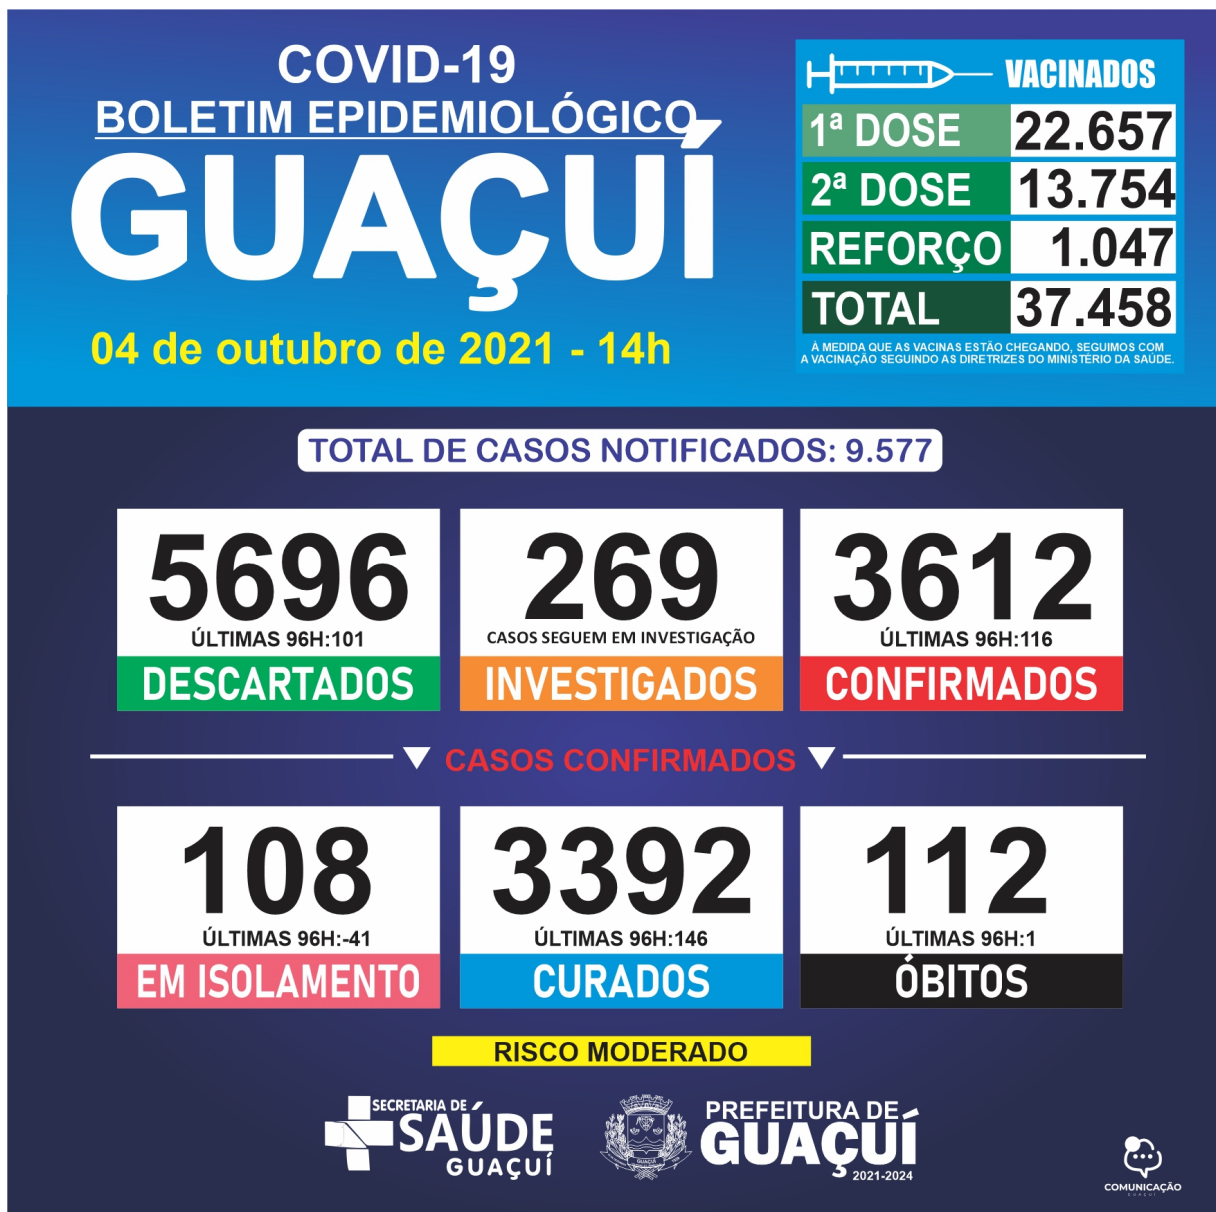 COVID-19
BOLETIM EPIDEMIOLÓGICO
GUAÇUÍ
04 de outubro de 2021 - 14h
VACINADOS
1ª DOSE 22.657
2ª DOSE 13.754
REFORÇO 1.047
TOTAL 37.458
À MEDIDA QUE AS VACINAS ESTÃO CHEGANDO, SEGUIMOS COM
A VACINAÇÃO SEGUINDO AS DIRETRIZES DO MINISTÉRIO DA SAÚDE.
TOTAL DE CASOS NOTIFICADOS: 9.577
5696
ÚLTIMAS 96H:101
DESCARTADOS
269
CASOS SEGUEM EM INVESTIGAÇÃO
INVESTIGADOS
3612
ÚLTIMAS 96H:116
CONFIRMADOS
CASOS CONFIRMADOS
108
ÚLTIMAS 96H:-41
EM ISOLAMENTO
3392
ÚLTIMAS 96H:146
CURADOS
112
ÚLTIMAS 96H:1
ÓBITOS
RISCO MODERADO
SECRETARIA DE
SAÚDE
GUAÇUÍ
GUAÇUÍ
PREFEITURA DE
GUAÇUÍ
2021-2024
COMUNICAÇÃO
GUAÇUÍ